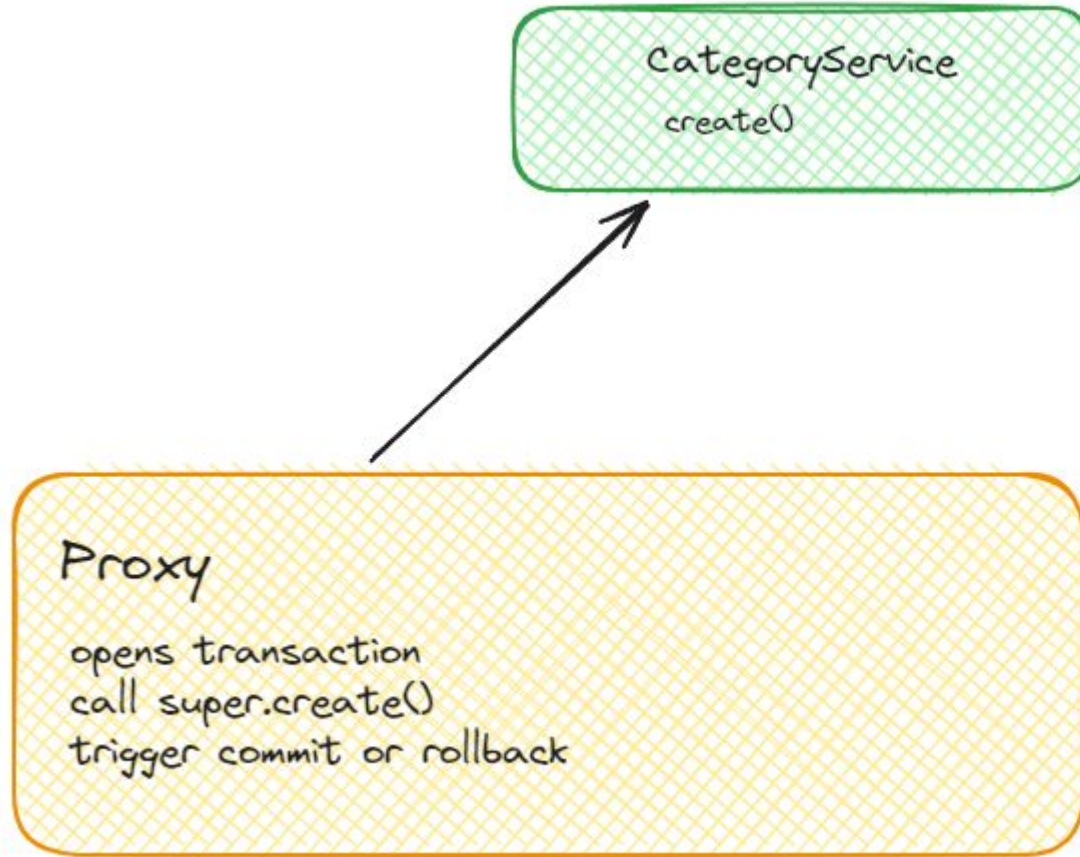 CategoryService
create()
Proxy
opens transaction
call super.create()
trigger commit or rollback